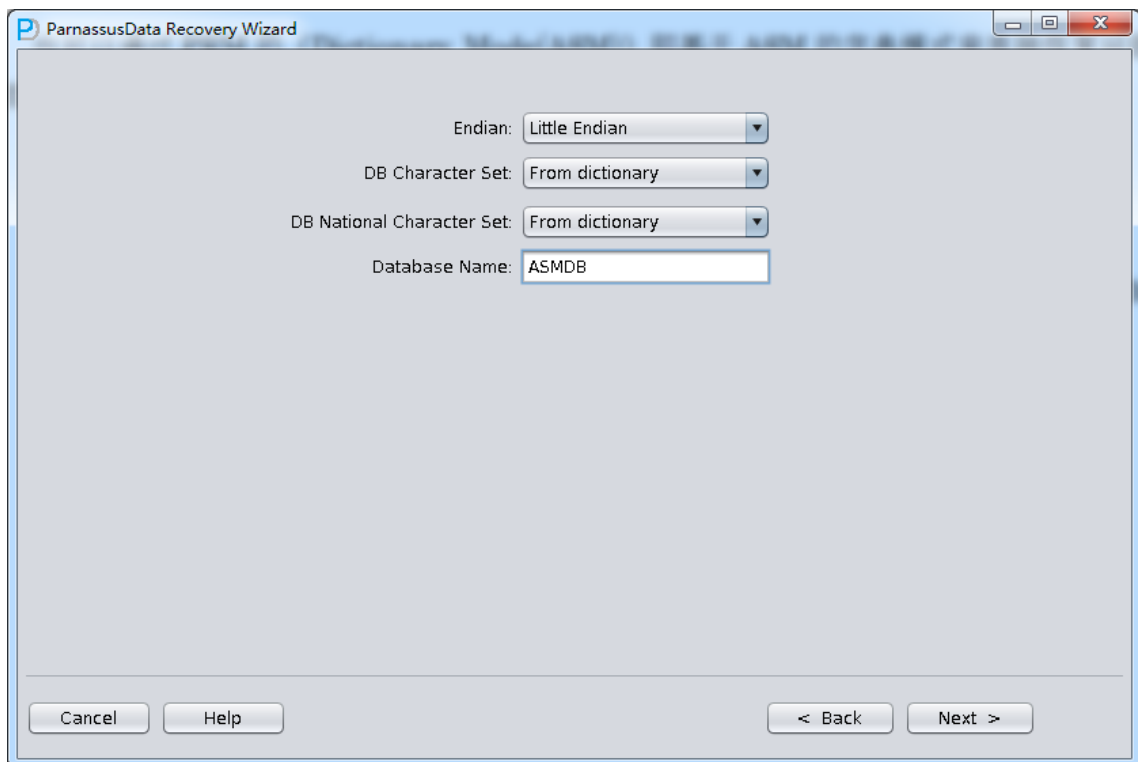 ParnassusData Recovery Wizard
Endian: Little Endian
DB Character Set: From dictionary
DB National Character Set: From dictionary
Database Name: ASMDB
Cancel Help < Back Next >